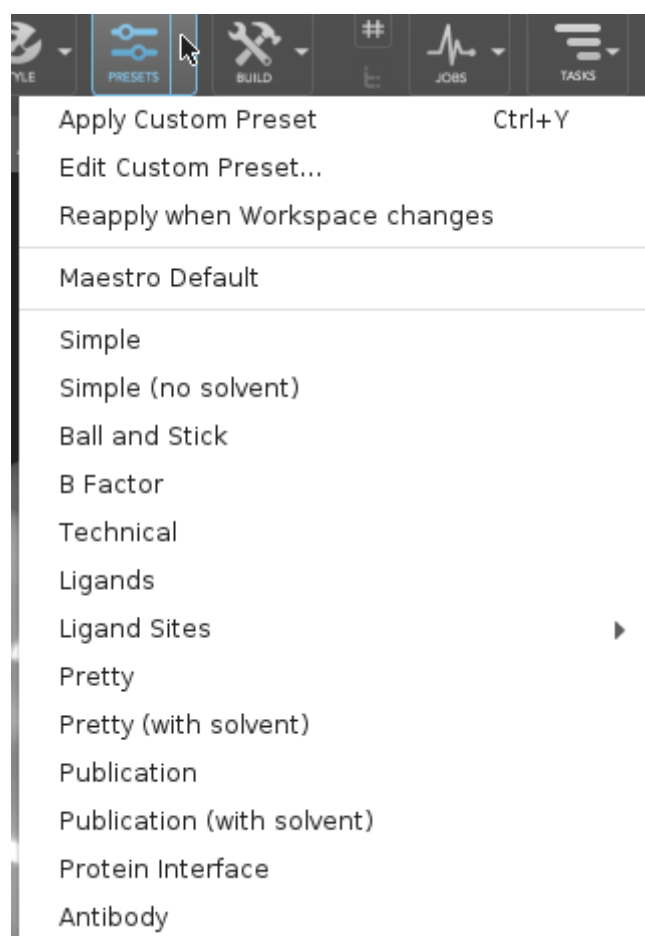 YLE PRESETS BUILD # JOBS TASKS
Apply Custom Preset Ctrl+Y
Edit Custom Preset...
Reapply when Workspace changes
Maestro Default
Simple
Simple (no solvent)
Ball and Stick
B Factor
Technical
Ligands
Ligand Sites
Pretty
Pretty (with solvent)
Publication
Publication (with solvent)
Protein Interface
Antibody